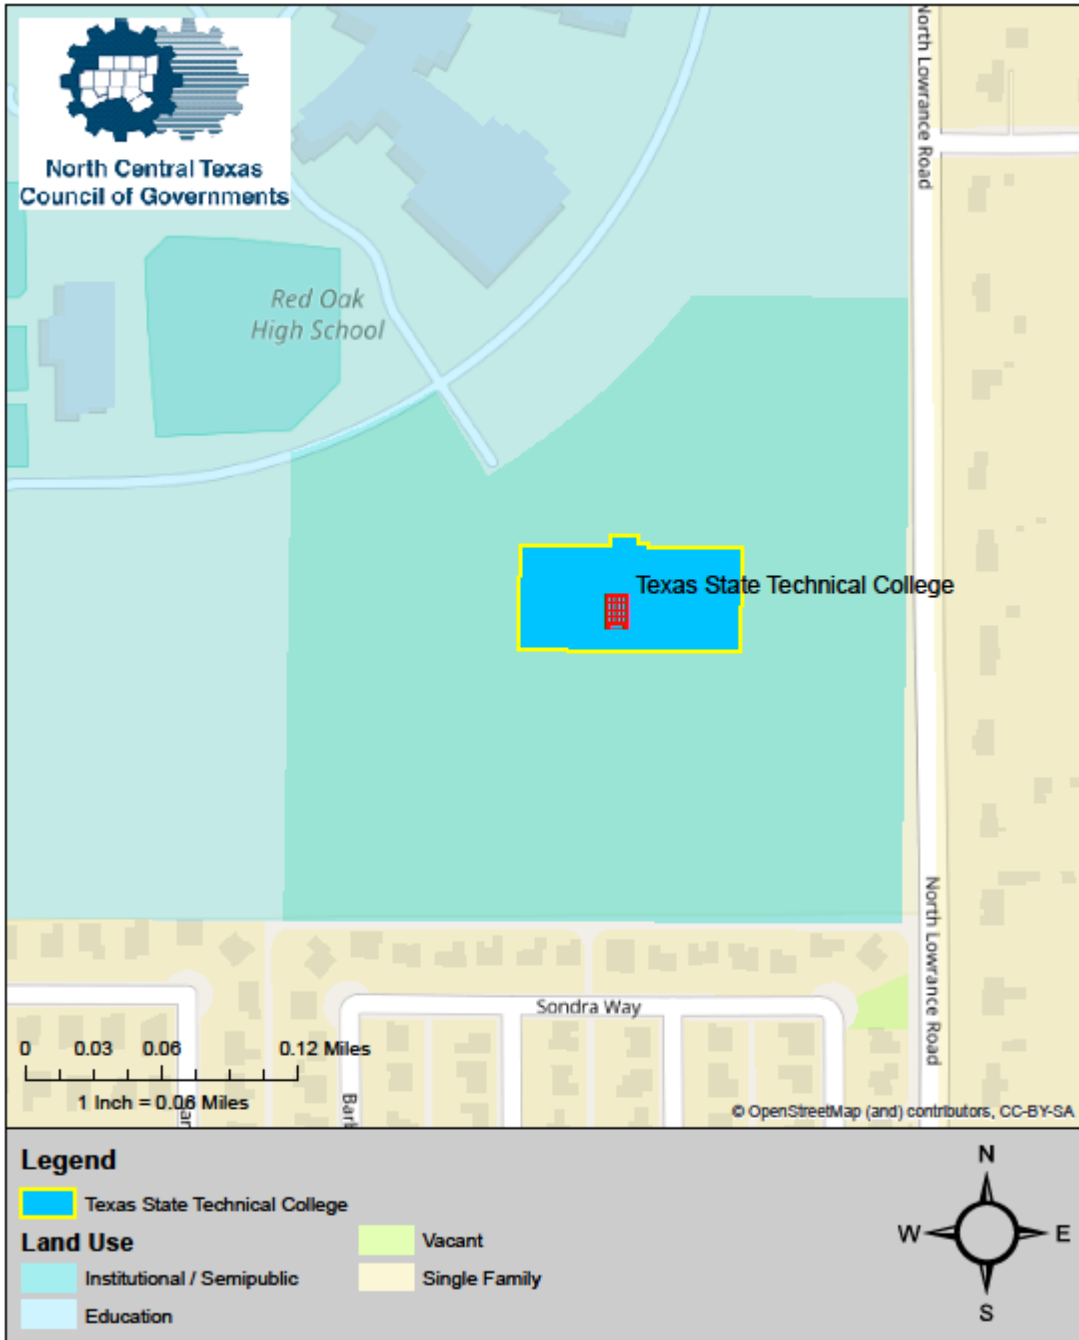 North Central Texas
Council of Governments
North Lowrance Road
Red Oak
High School
Texas State Technical College
North Lowrance Road
Sondra Way
0 0.03 0.06 0.12 Miles
1 Inch = 0.06 Miles
© OpenStreetMap (and) contributors, CC-BY-SA
Legend
Texas State Technical College
Land Use
Institutional / Semipublic
Education
Vacant
Single Family
N
W E
S